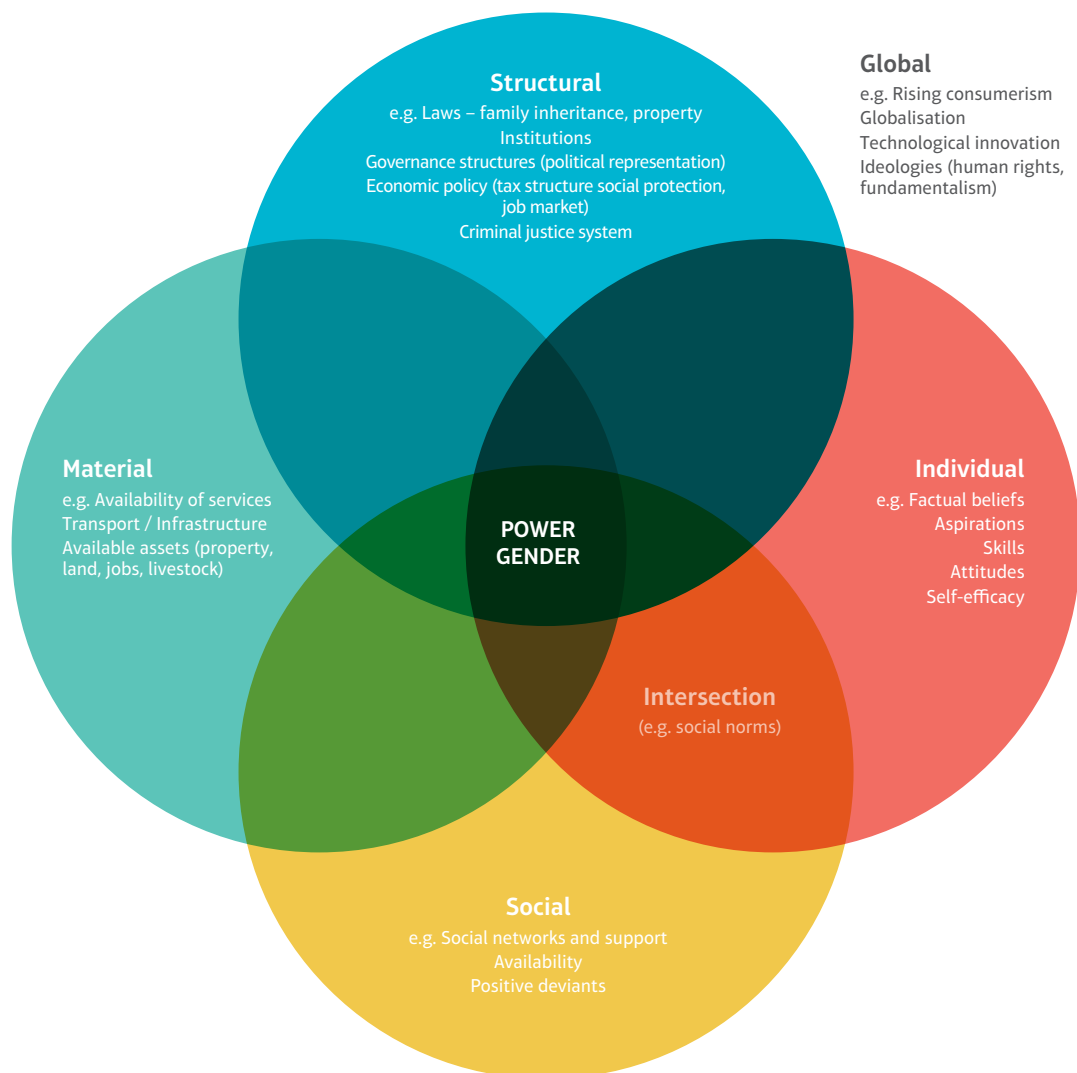 Structural
e.g. Laws – family inheritance, property
Institutions
Governance structures (political representation)
Economic policy (tax structure social protection,
job market)
Criminal justice system
Global
e.g. Rising consumerism
Globalisation
Technological innovation
Ideologies (human rights,
fundamentalism)
Material
e.g. Availability of services
Transport / Infrastructure
Available assets (property,
land, jobs, livestock)
POWER
GENDER
Individual
e.g. Factual beliefs
Aspirations
Skills
Attitudes
Self-efficacy
Intersection
(e.g. social norms)
Social
e.g. Social networks and support
Availability
Positive deviants